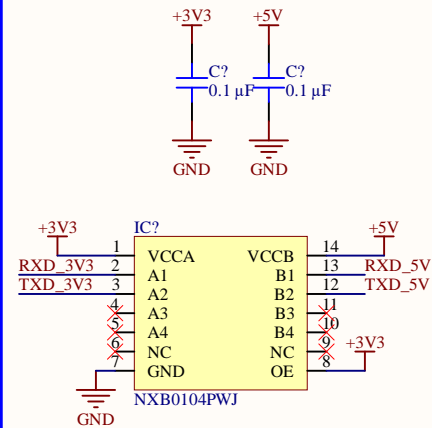 +3V3 +5V
C? C?
0.1 µF 0.1 µF
GND GND
IC?
+3V3 +5V
1 VCCA VCCB 14
RXD_3V3 2 A1 B1 13 RXD_5V
TXD_3V3 3 A2 B2 12 TXD_5V
4 A3 B3 11
5 A4 B4 10
6 NC NC 9
+3V3
7 GND OE 8
NXB0104PWJ
GND